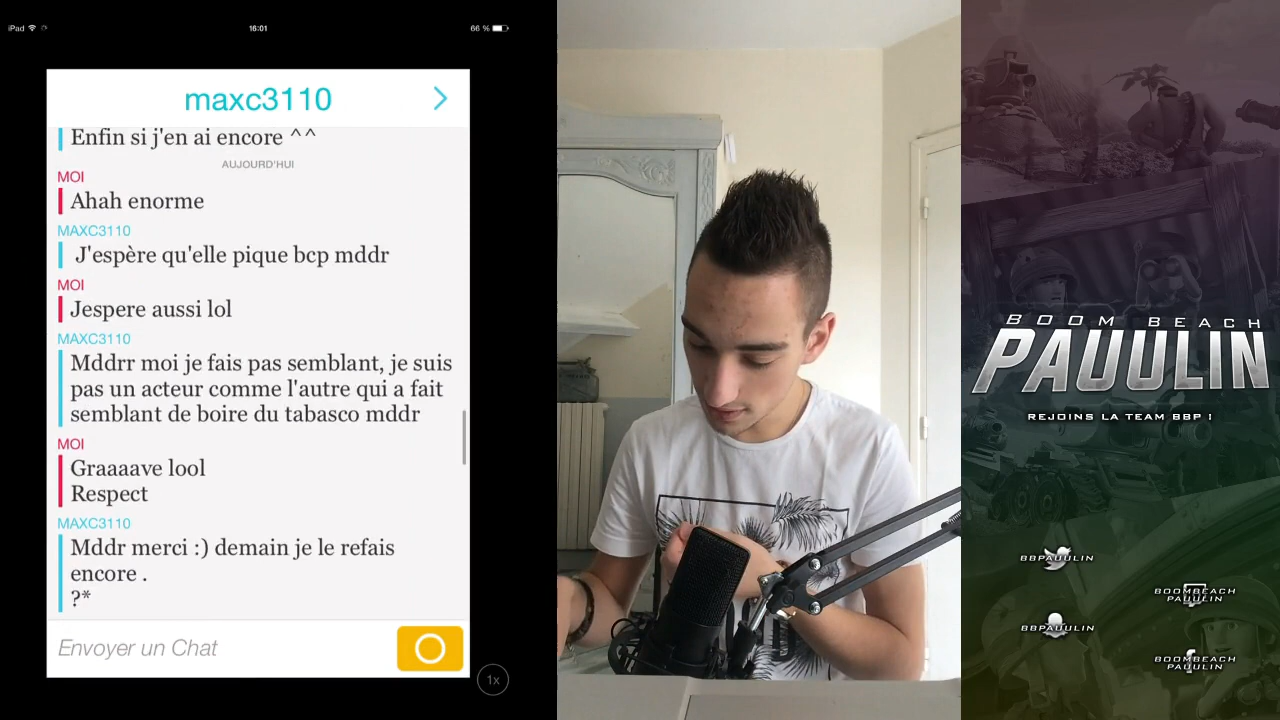 iPad
16:01
66 %
maxc3110
Enfin si j'en ai encore ^^
AUJOURD'HUI
MOI
Ahah enorme
MAXC3110
J'espère qu'elle pique bcp mddr
MOI
Jespere aussi lol
MAXC3110
Mddrr moi je fais pas semblant, je suis
pas un acteur comme l'autre qui a fait
semblant de boire du tabasco mddr
MOI
Graaaave lool
Respect
MAXC3110
Mddr merci :) demain je le refais
encore .
?*
Envoyer un Chat
1x
BOOM BEACH
PAUULIN
REJOINS LA TEAM BBP !
BBPAUULIN
BOOMBEACH
PAUULIN
BBPAUULIN
BOOMBEACH
PAUULIN